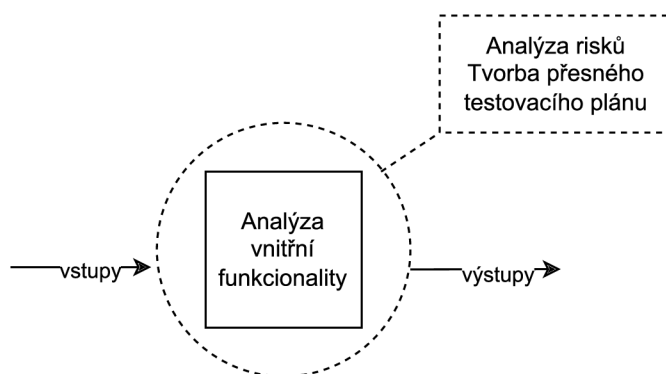 Analýza risků
Tvorba přesného
testovacího plánu
Analýza
vnitřní
funkcionality
vstupy
výstupy